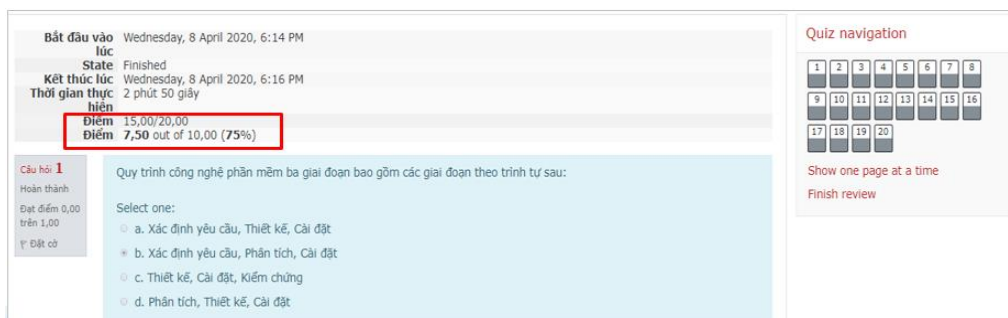 Bắt đầu vào lúc Wednesday, 8 April 2020, 6:14 PM
State Finished
Kết thúc lúc Wednesday, 8 April 2020, 6:16 PM
Thời gian thực hiện 2 phút 50 giây
Điểm 15,00/20,00
Điểm 7,50 out of 10,00 (75%)
Câu hỏi 1
Hoàn thành
Đạt điểm 0,00
trên 1,00
Đặt cờ
Quy trình công nghệ phần mềm ba giai đoạn bao gồm các giai đoạn theo trình tự sau:
Select one:
a. Xác định yêu cầu, Thiết kế, Cài đặt
b. Xác định yêu cầu, Phân tích, Cài đặt
c. Thiết kế, Cài đặt, Kiểm chứng
d. Phân tích, Thiết kế, Cài đặt
Quiz navigation
1 2 3 4 5 6 7 8
9 10 11 12 13 14 15 16
17 18 19 20
Show one page at a time
Finish review